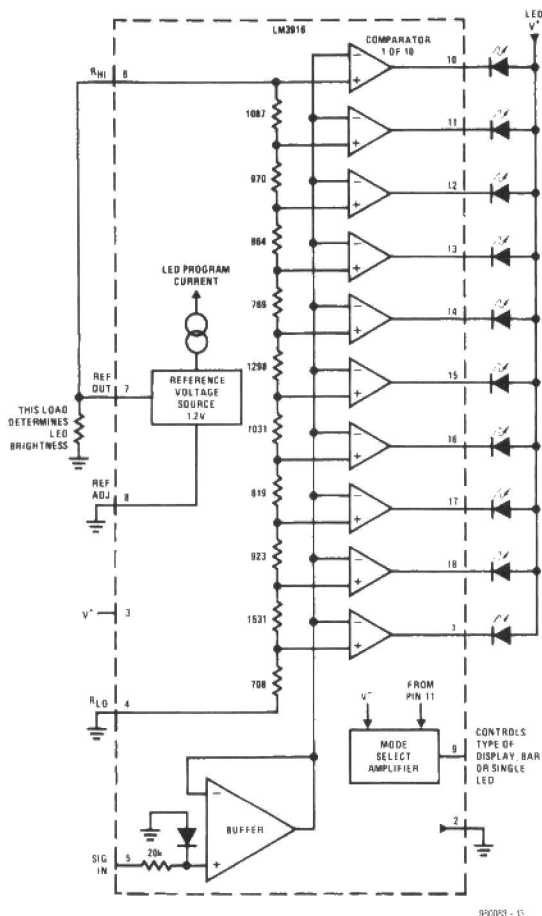 LED
V+
LM3916
COMPARATOR
1 OF 10
RHI
6
10
1087
11
970
12
864
13
LED PROGRAM
CURRENT
769
14
REF
OUT
7
REFERENCE
VOLTAGE
SOURCE
1.2V
1298
15
THIS LOAD
DETERMINES
LED
BRIGHTNESS
1031
16
REF
ADJ
8
819
17
923
18
V+
3
1531
1
RLO
4
708
V−
FROM
PIN 11
MODE
SELECT
AMPLIFIER
9
CONTROLS
TYPE OF
DISPLAY, BAR
OR SINGLE
LED
BUFFER
2
SIG
IN
5
20k